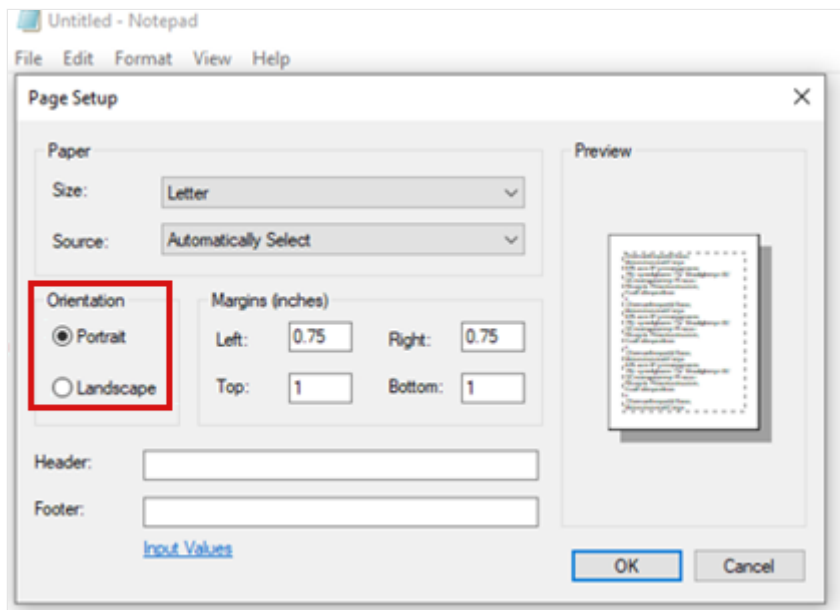 Untitled - Notepad
File Edit Format View Help
Page Setup
Paper
Size: Letter
Source: Automatically Select
Orientation
Portrait
Landscape
Margins (inches)
Left: 0.75 Right: 0.75
Top: 1 Bottom: 1
Header:
Footer:
Input Values
Preview
OK Cancel